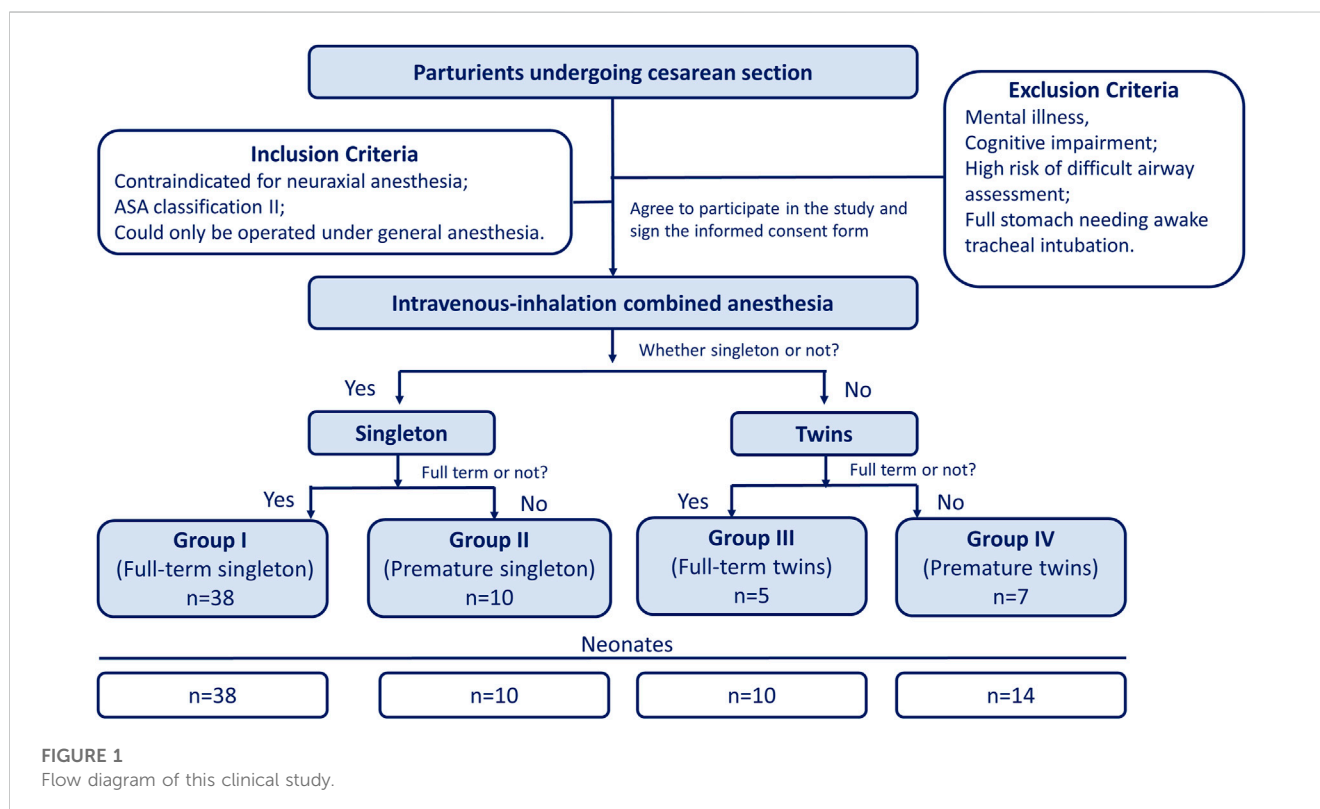 Parturients undergoing cesarean section
Inclusion Criteria
Contraindicated for neuraxial anesthesia;
ASA classification II;
Could only be operated under general anesthesia.
Exclusion Criteria
Mental illness,
Cognitive impairment;
High risk of difficult airway
assessment;
Full stomach needing awake
tracheal intubation.
Agree to participate in the study and
sign the informed consent form
Intravenous-inhalation combined anesthesia
Whether singleton or not?
Yes
No
Singleton
Twins
Full term or not?
Full term or not?
Yes
No
Yes
No
Group I
(Full-term singleton)
n=38
Group II
(Premature singleton)
n=10
Group III
(Full-term twins)
n=5
Group IV
(Premature twins)
n=7
Neonates
n=38
n=10
n=10
n=14
FIGURE 1
Flow diagram of this clinical study.